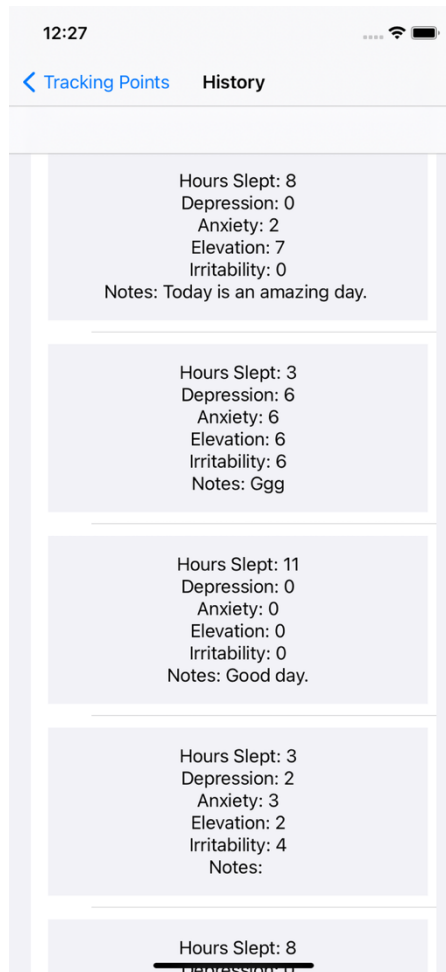 12:27
Tracking Points History
Hours Slept: 8
Depression: 0
Anxiety: 2
Elevation: 7
Irritability: 0
Notes: Today is an amazing day.
Hours Slept: 3
Depression: 6
Anxiety: 6
Elevation: 6
Irritability: 6
Notes: Ggg
Hours Slept: 11
Depression: 0
Anxiety: 0
Elevation: 0
Irritability: 0
Notes: Good day.
Hours Slept: 3
Depression: 2
Anxiety: 3
Elevation: 2
Irritability: 4
Notes:
Hours Slept: 8